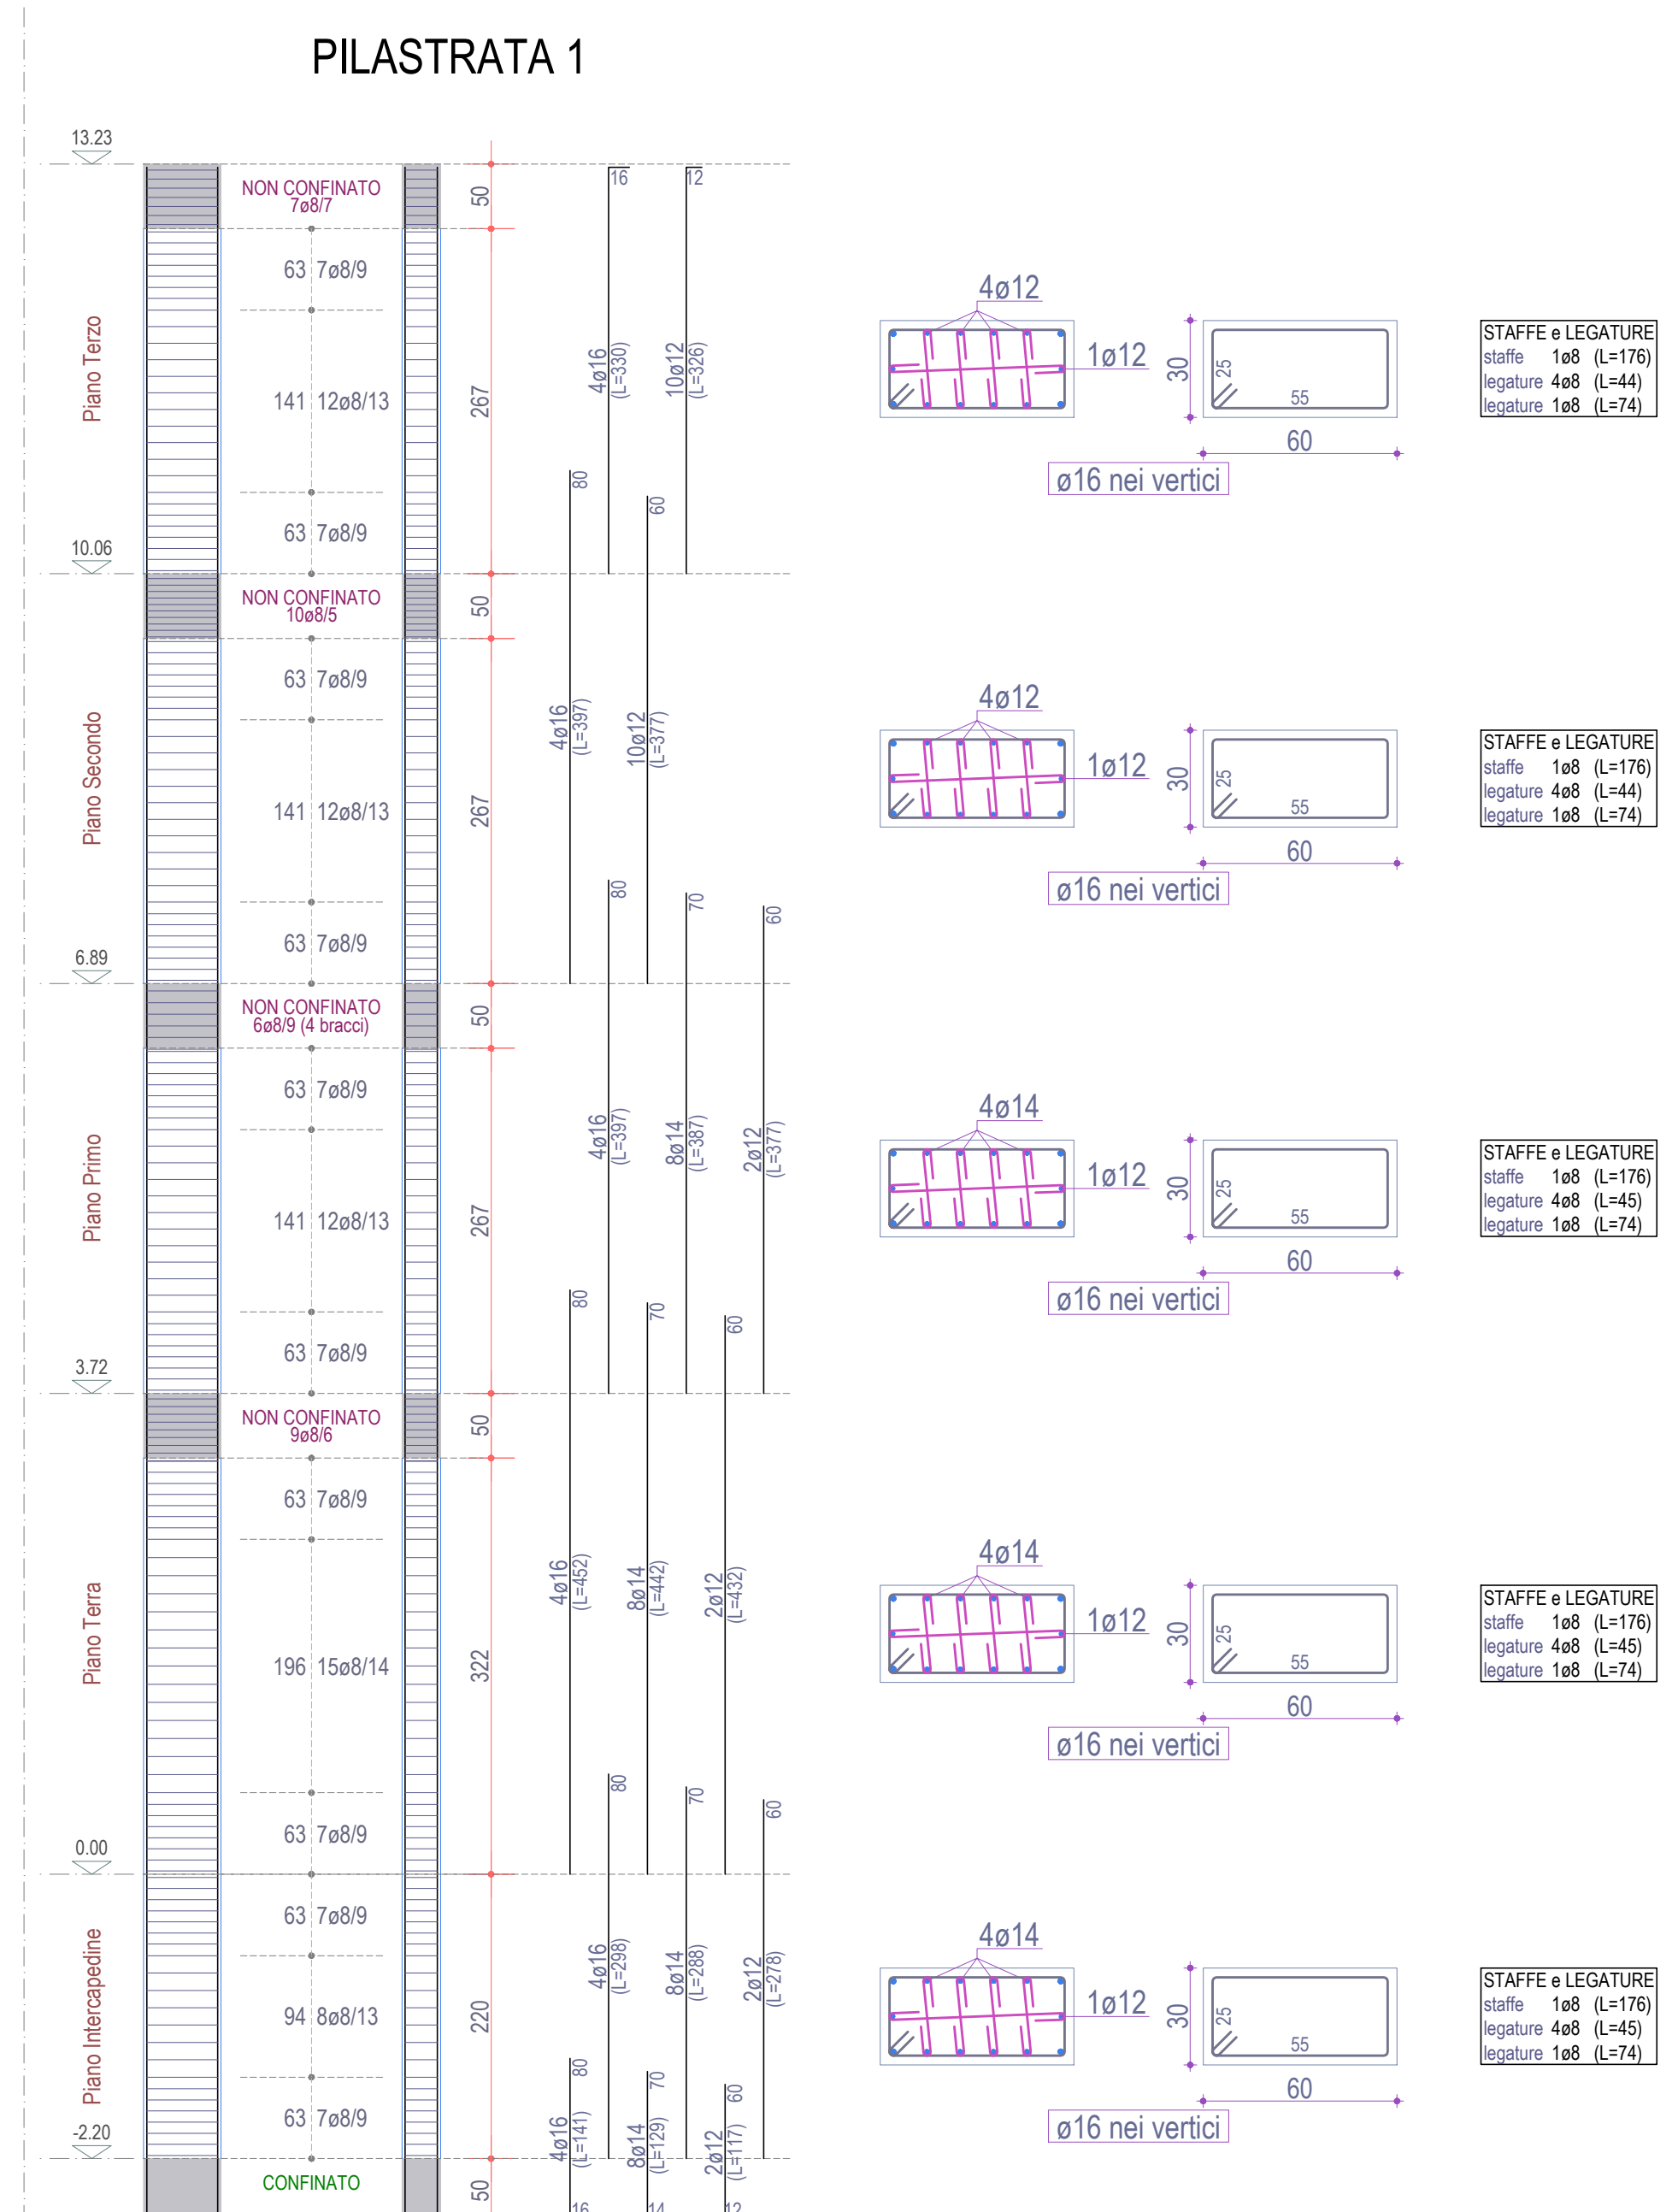 PILASTRATA 1
13.23
NON CONFINATO
7ø8/7
50
16
12
63 7ø8/9
Piano Terzo
141 12ø8/13
267
4ø16
(L=330)
10ø12
(L=326)
80
60
63 7ø8/9
4ø12
1ø12
30
25
55
60
ø16 nei vertici
STAFFE e LEGATURE
staffe 1ø8 (L=176)
legature 4ø8 (L=44)
legature 1ø8 (L=74)
10.06
NON CONFINATO
10ø8/5
50
63 7ø8/9
Piano Secondo
141 12ø8/13
267
4ø16
(L=397)
10ø12
(L=377)
80
70
60
63 7ø8/9
4ø12
1ø12
30
25
55
60
ø16 nei vertici
STAFFE e LEGATURE
staffe 1ø8 (L=176)
legature 4ø8 (L=44)
legature 1ø8 (L=74)
6.89
NON CONFINATO
6ø8/9 (4 bracci)
50
63 7ø8/9
Piano Primo
141 12ø8/13
267
4ø16
(L=397)
8ø14
(L=387)
2ø12
(L=377)
80
70
60
63 7ø8/9
4ø14
1ø12
30
25
55
60
ø16 nei vertici
STAFFE e LEGATURE
staffe 1ø8 (L=176)
legature 4ø8 (L=45)
legature 1ø8 (L=74)
3.72
NON CONFINATO
9ø8/6
50
63 7ø8/9
Piano Terra
196 15ø8/14
322
4ø16
(L=452)
8ø14
(L=442)
2ø12
(L=432)
80
70
60
63 7ø8/9
4ø14
1ø12
30
25
55
60
ø16 nei vertici
STAFFE e LEGATURE
staffe 1ø8 (L=176)
legature 4ø8 (L=45)
legature 1ø8 (L=74)
0.00
63 7ø8/9
Piano Intercapedine
94 8ø8/13
220
4ø16
(L=298)
8ø14
(L=288)
2ø12
(L=278)
80
70
60
63 7ø8/9
4ø14
1ø12
30
25
55
60
ø16 nei vertici
STAFFE e LEGATURE
staffe 1ø8 (L=176)
legature 4ø8 (L=45)
legature 1ø8 (L=74)
-2.20
4ø16
(L=141)
8ø14
(L=129)
2ø12
(L=117)
CONFINATO
50
16
14
12